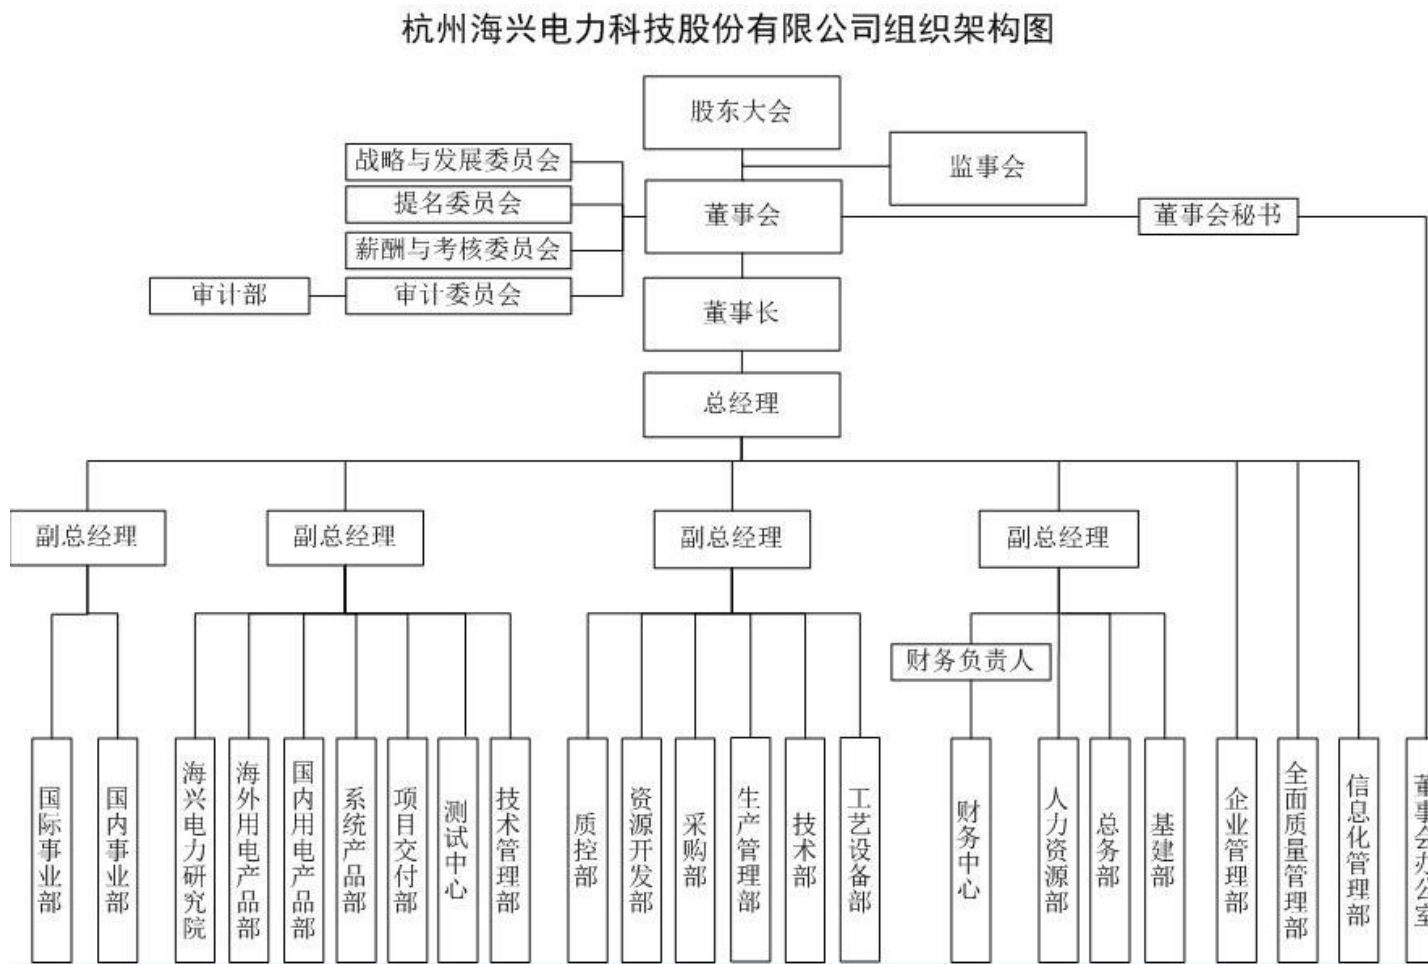 杭州海兴电力科技股份有限公司组织架构图
股东大会
监事会
战略与发展委员会
提名委员会
薪酬与考核委员会
审计委员会
审计部
董事会
董事会秘书
董事长
总经理
副总经理
副总经理
副总经理
副总经理
财务负责人
国际事业部
国内事业部
海兴电力研究院
海外用电产品部
国内用电产品部
系统产品部
项目交付部
测试中心
技术管理部
质控部
资源开发部
采购部
生产管理部
技术部
工艺设备部
财务中心
人力资源部
总务部
基建部
企业管理部
全面质量管理部
信息化管理部
董事会办公室